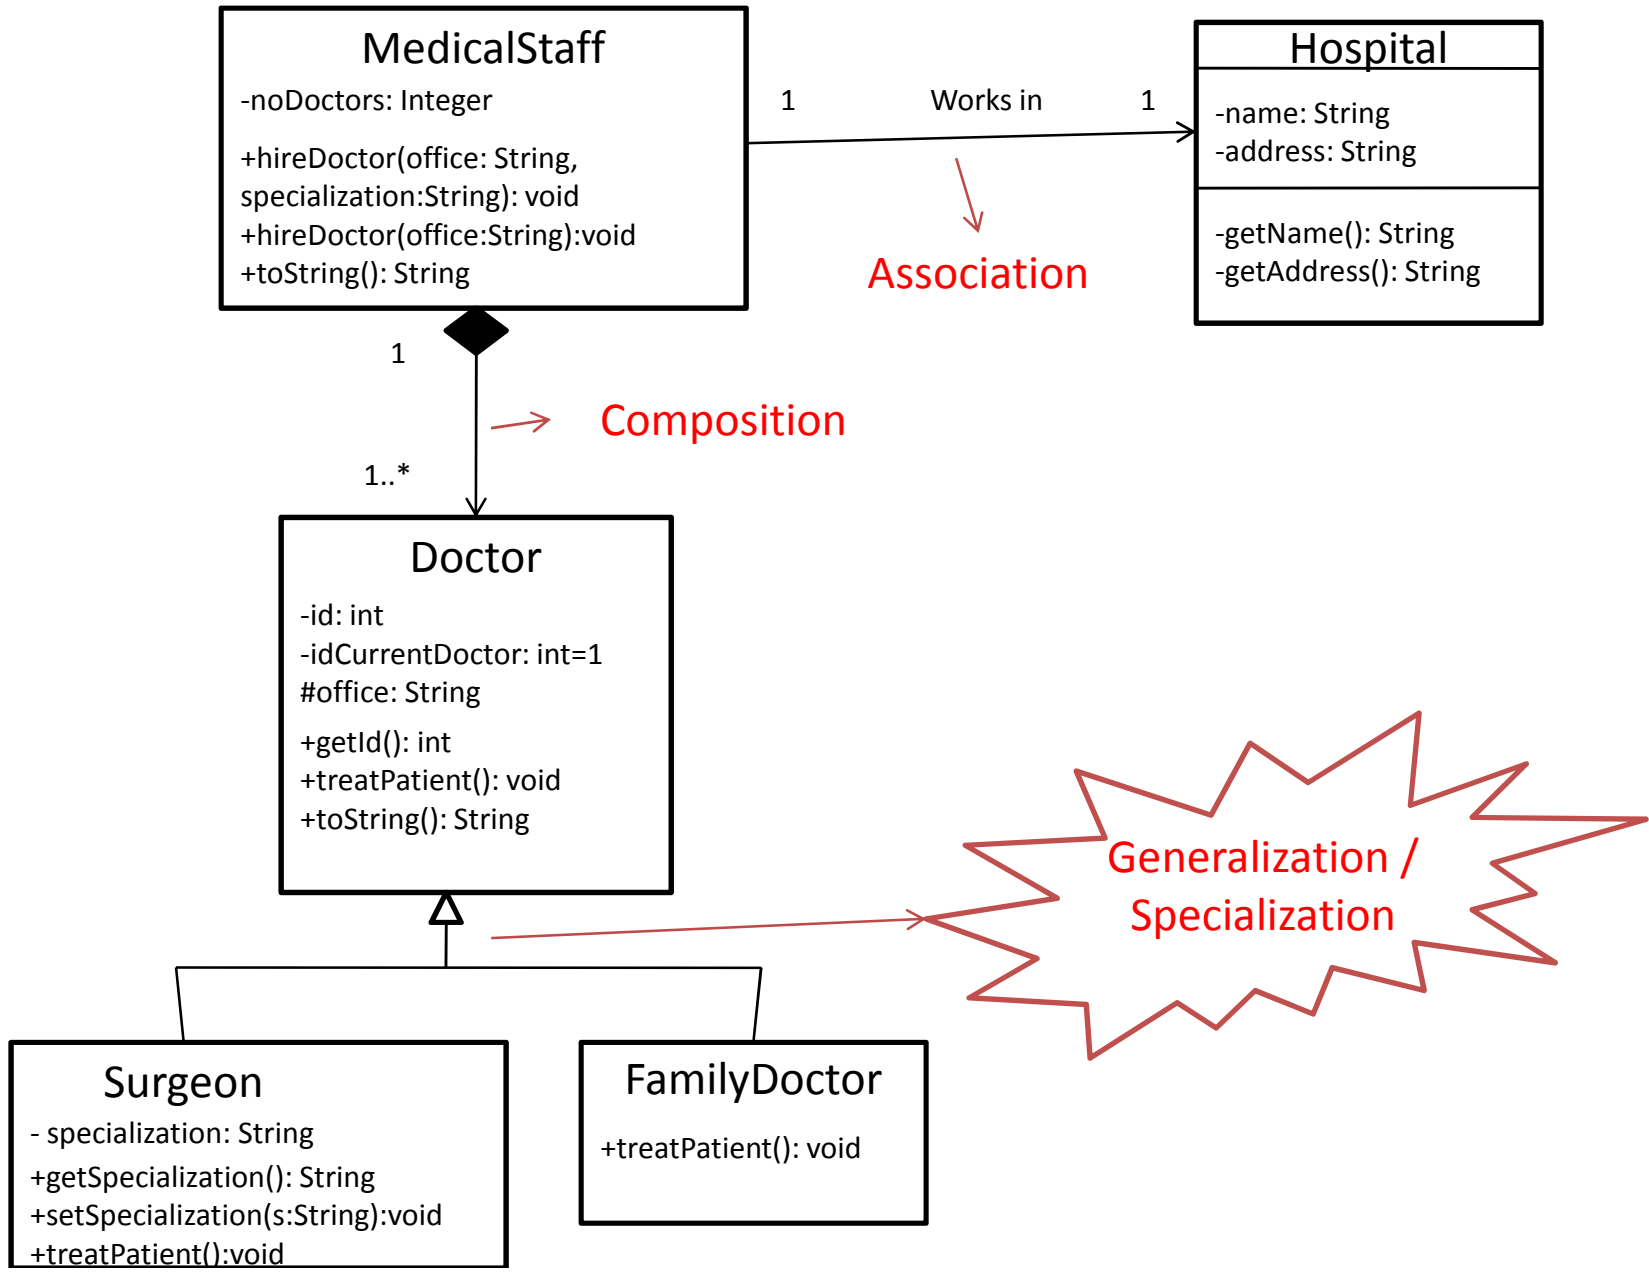 MedicalStaff
-noDoctors: Integer
+hireDoctor(office: String,
specialization:String): void
+hireDoctor(office:String):void
+toString(): String
1
Works in
1
Hospital
-name: String
-address: String
-getName(): String
-getAddress(): String
Association
1
Composition
1..*
Doctor
-id: int
-idCurrentDoctor: int=1
#office: String
+getId(): int
+treatPatient(): void
+toString(): String
Generalization /
Specialization
Surgeon
- specialization: String
+getSpecialization(): String
+setSpecialization(s:String):void
+treatPatient():void
FamilyDoctor
+treatPatient(): void